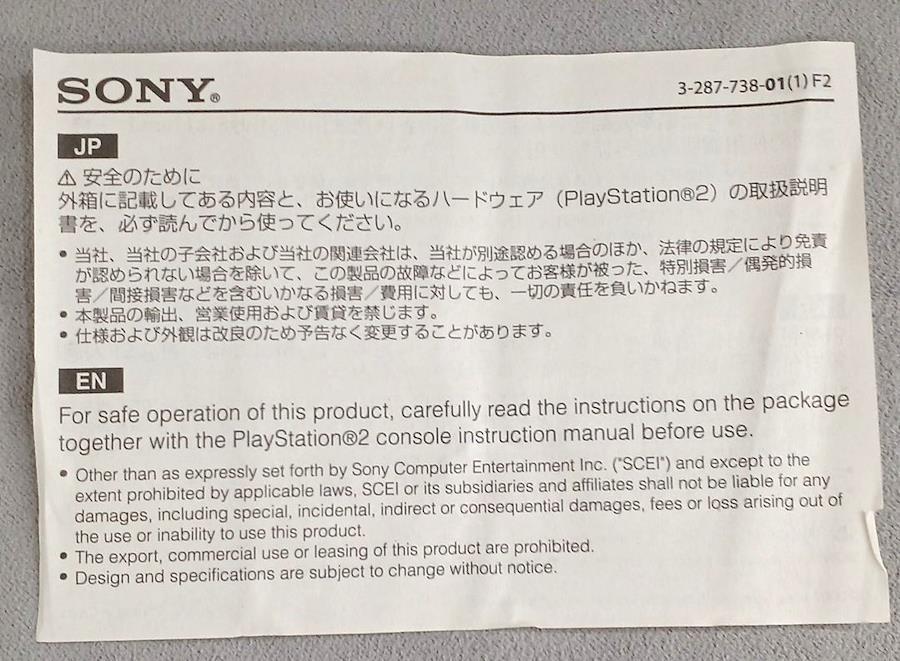 SONY®
3-287-738-01(1) F2
JP
⚠ 安全のために
外箱に記載してある内容と、お使いになるハードウェア（PlayStation®2）の取扱説明
書を、必ず読んでから使ってください。
• 当社、当社の子会社および当社の関連会社は、当社が別途認める場合のほか、法律の規定により免責
が認められない場合を除いて、この製品の故障などによってお客様が被った、特別損害／偶発的損
害／間接損害などを含むいかなる損害／費用に対しても、一切の責任を負いかねます。
• 本製品の輸出、営業使用および賃貸を禁じます。
• 仕様および外観は改良のため予告なく変更することがあります。
EN
For safe operation of this product, carefully read the instructions on the package
together with the PlayStation®2 console instruction manual before use.
• Other than as expressly set forth by Sony Computer Entertainment Inc. ("SCEI") and except to the
extent prohibited by applicable laws, SCEI or its subsidiaries and affiliates shall not be liable for any
damages, including special, incidental, indirect or consequential damages, fees or loss arising out of
the use or inability to use this product.
• The export, commercial use or leasing of this product are prohibited.
• Design and specifications are subject to change without notice.